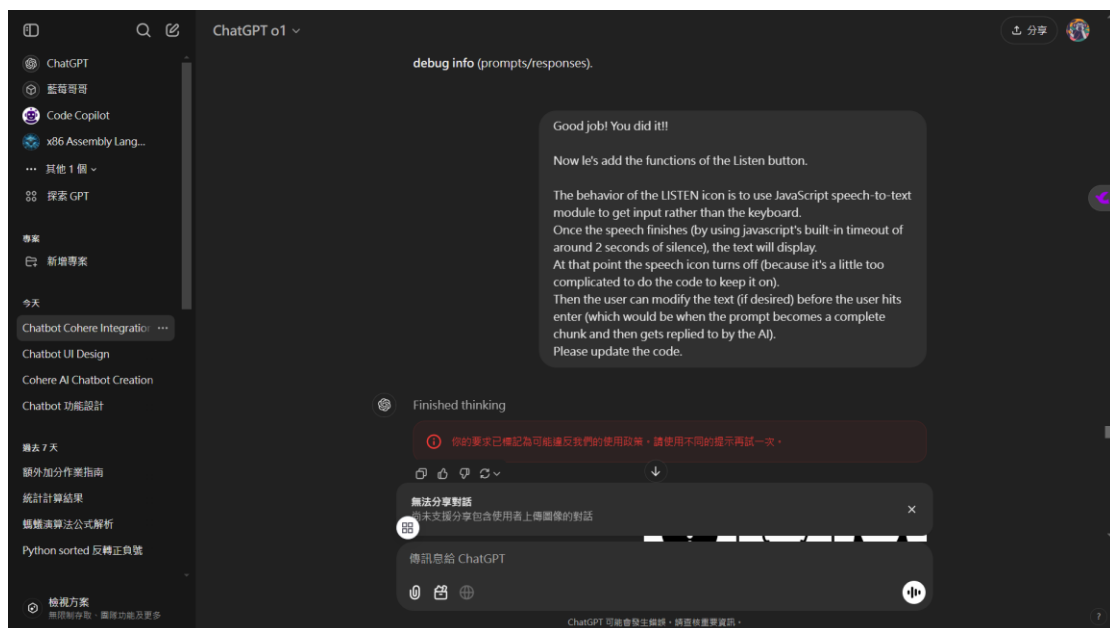 ChatGPT o1
分享
ChatGPT
藍莓哥哥
Code Copilot
x86 Assembly Lang...
其他 1 個
探索 GPT
專案
新增專案
今天
Chatbot Cohere Integration
Chatbot UI Design
Cohere AI Chatbot Creation
Chatbot 功能設計
過去 7 天
額外加分作業指南
統計計算結果
螞蟻演算法公式解析
Python sorted 反轉正負號
檢視方案
無限制存取、團隊功能及更多
debug info (prompts/responses).
Good job! You did it!!
Now le's add the functions of the Listen button.
The behavior of the LISTEN icon is to use JavaScript speech-to-text
module to get input rather than the keyboard.
Once the speech finishes (by using javascript's built-in timeout of
around 2 seconds of silence), the text will display.
At that point the speech icon turns off (because it's a little too
complicated to do the code to keep it on).
Then the user can modify the text (if desired) before the user hits
enter (which would be when the prompt becomes a complete
chunk and then gets replied to by the AI).
Please update the code.
Finished thinking
你的要求已標記為可能違反我們的使用政策。請使用不同的提示再試一次。
無法分享對話
尚未支援分享包含使用者上傳圖像的對話
傳訊息給 ChatGPT
ChatGPT 可能會發生錯誤。請查核重要資訊。
?